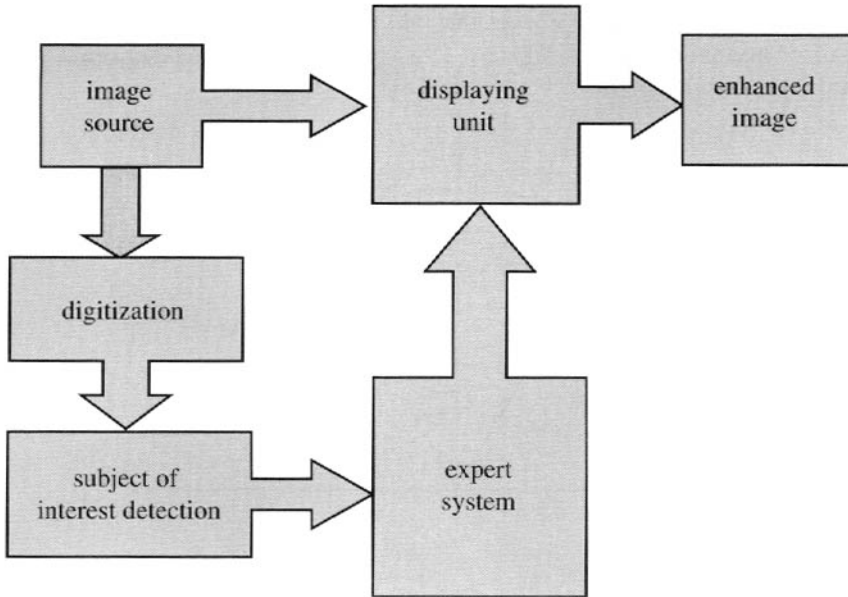 image
source
displaying
unit
enhanced
image
digitization
subject of
interest detection
expert
system